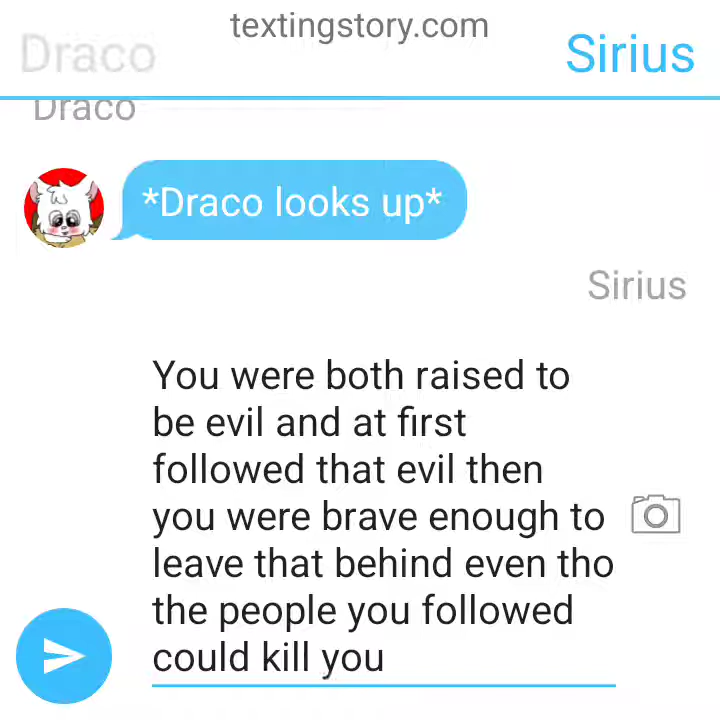 textingstory.com
Draco
Sirius
Draco
*Draco looks up*
Sirius
You were both raised to
be evil and at first
followed that evil then
you were brave enough to
leave that behind even tho
the people you followed
could kill you